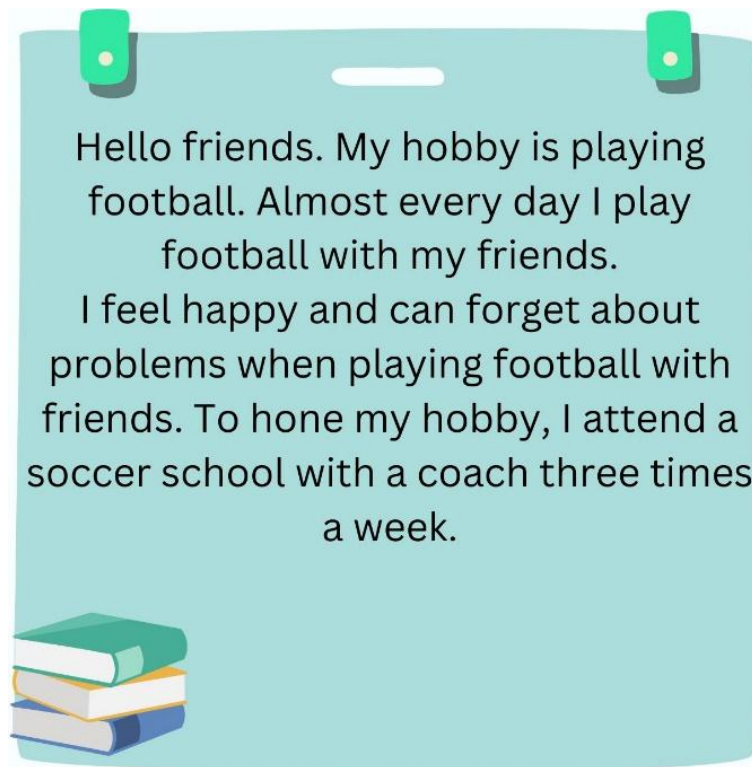 Hello friends. My hobby is playing
football. Almost every day I play
football with my friends.
I feel happy and can forget about
problems when playing football with
friends. To hone my hobby, I attend a
soccer school with a coach three times
a week.